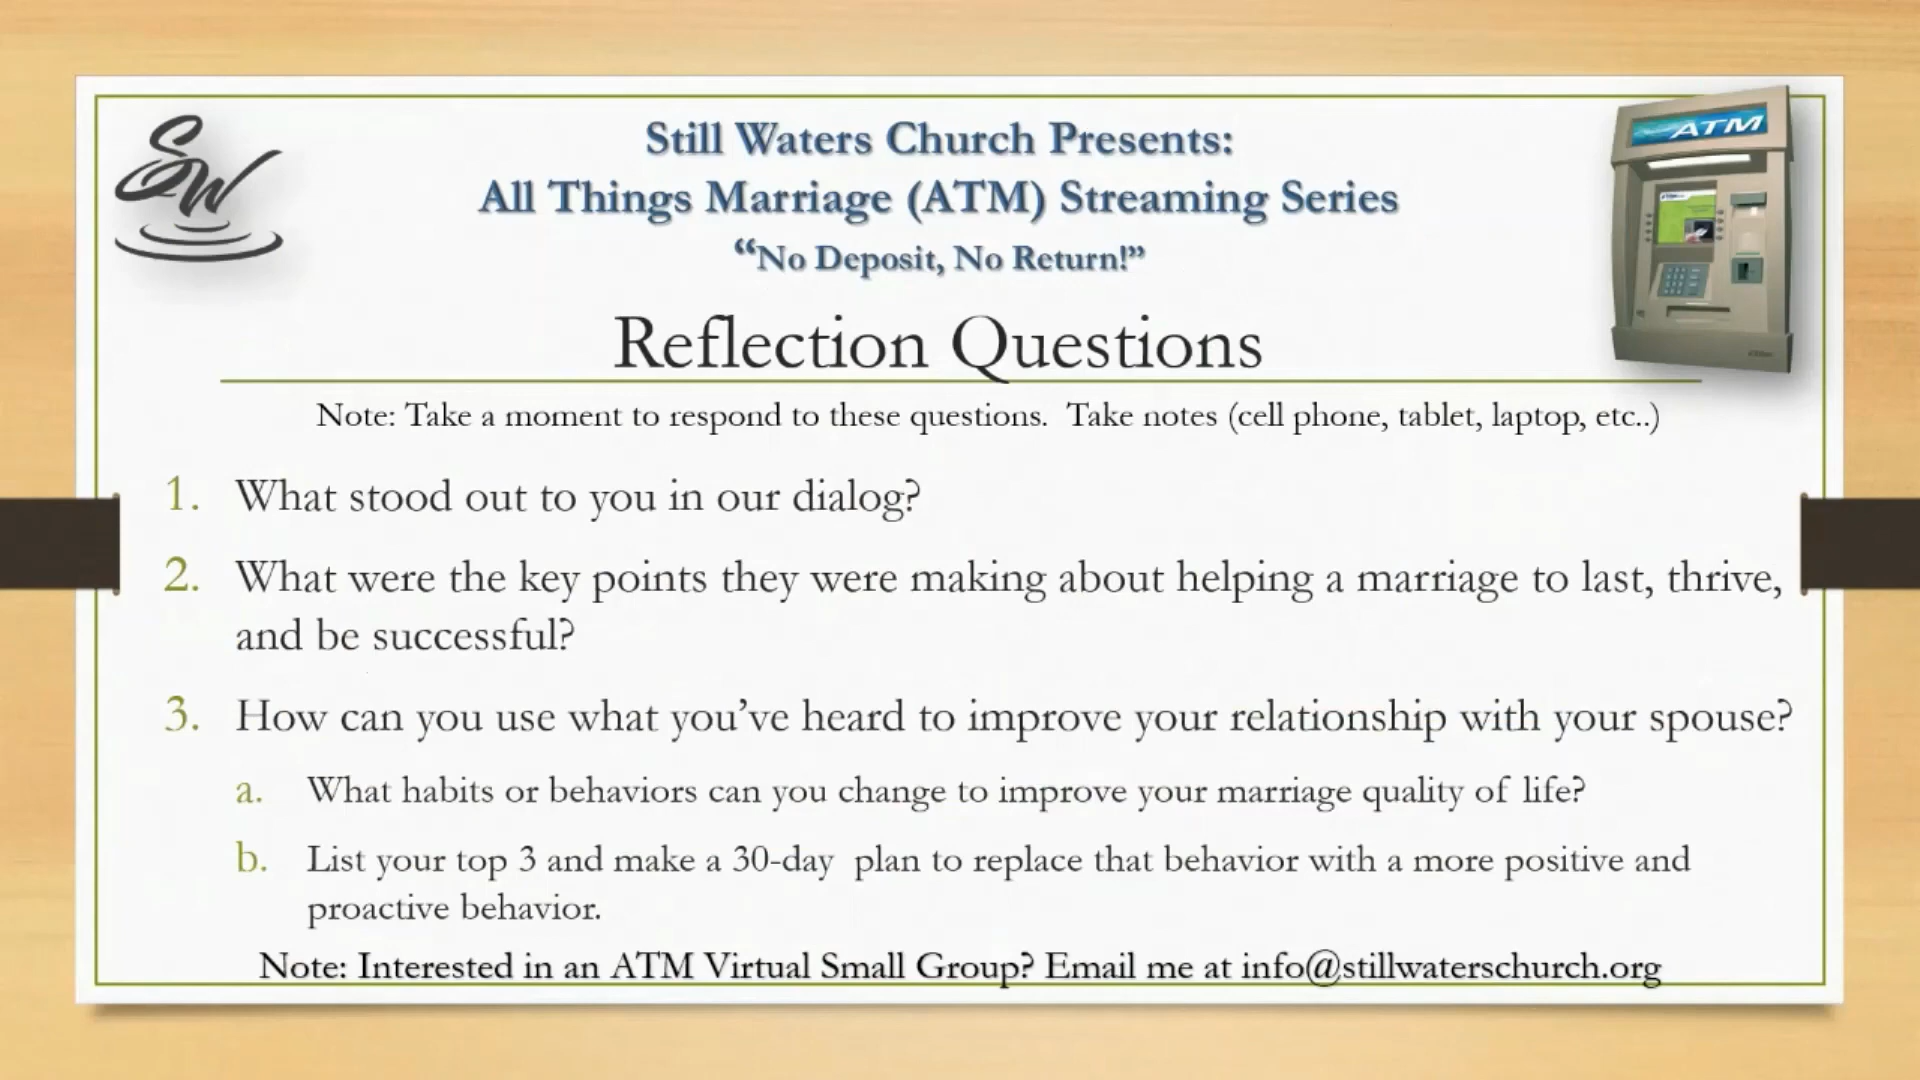 SW
Still Waters Church Presents:
All Things Marriage (ATM) Streaming Series
“No Deposit, No Return!”
ATM
Reflection Questions
Note: Take a moment to respond to these questions.  Take notes (cell phone, tablet, laptop, etc..)
1. What stood out to you in our dialog?
2. What were the key points they were making about helping a marriage to last, thrive,
and be successful?
3. How can you use what you’ve heard to improve your relationship with your spouse?
a. What habits or behaviors can you change to improve your marriage quality of life?
b. List your top 3 and make a 30-day  plan to replace that behavior with a more positive and
proactive behavior.
Note: Interested in an ATM Virtual Small Group? Email me at info@stillwaterschurch.org